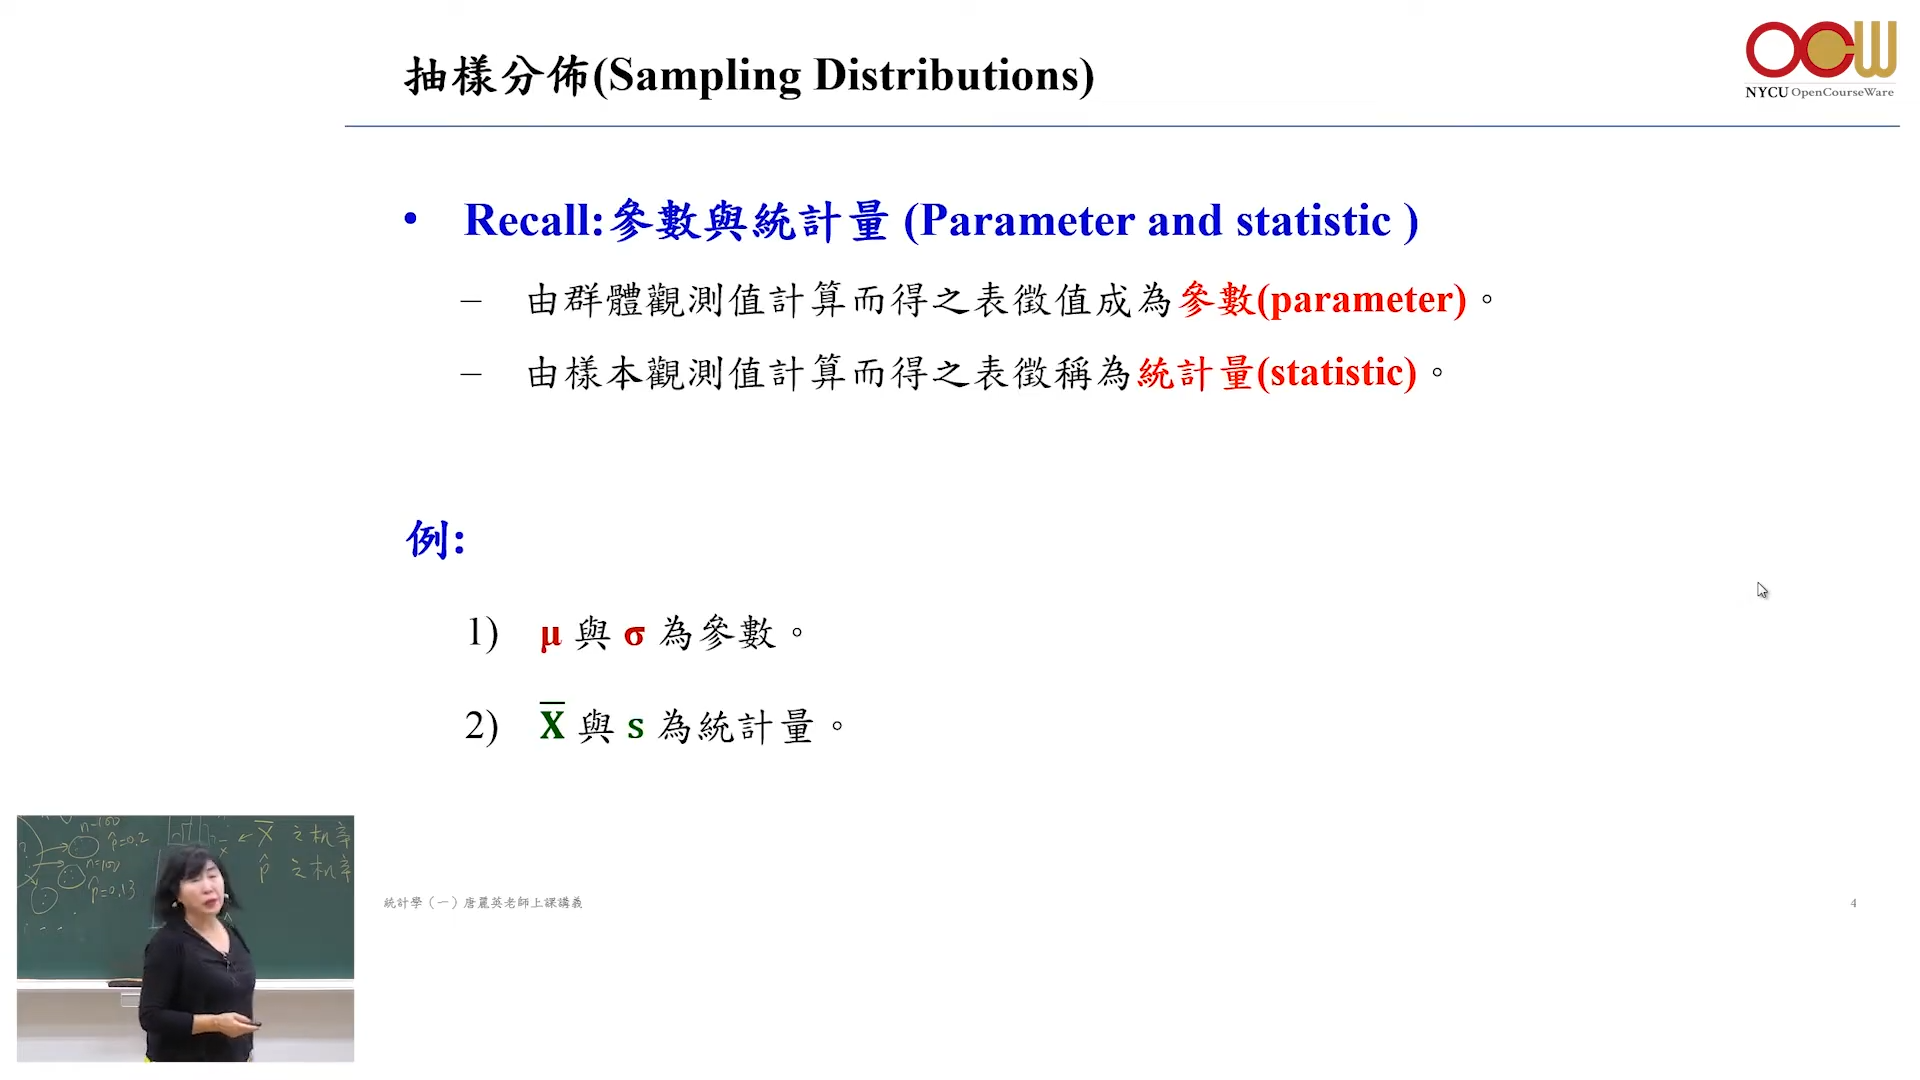 抽樣分佈(Sampling Distributions)
OCW
NYCU OpenCourseWare
• Recall:參數與統計量 (Parameter and statistic )
– 由群體觀測值計算而得之表徵值成為參數(parameter)。
– 由樣本觀測值計算而得之表徵稱為統計量(statistic)。
例:
1) μ 與 σ 為參數。
2) X̅ 與 s 為統計量。
n=100
p̂=0.2
n=100
p̂=0.13
← X̅ 之机率
p̂ 之机率
統計學（一）唐麗英老師上課講義
4